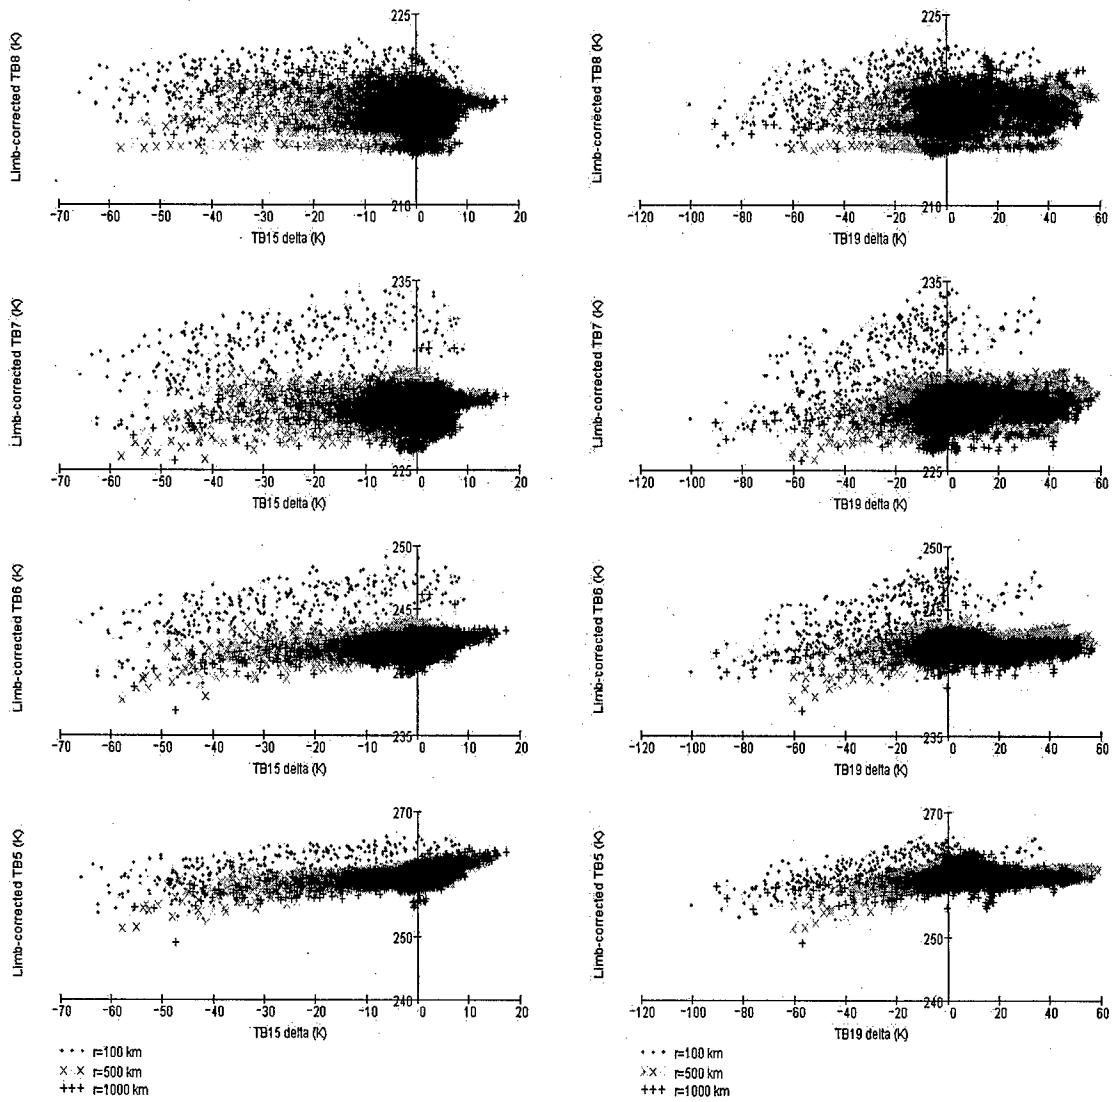 225
Limb-corrected TB8 (K)
210
-70 -60 -50 -40 -30 -20 -10 0 10 20
TB15 delta (K)
225
Limb-corrected TB8 (K)
210
-120 -100 -80 -60 -40 -20 0 20 40 60
TB19 delta (K)
235
Limb-corrected TB7 (K)
225
-70 -60 -50 -40 -30 -20 -10 0 10 20
TB15 delta (K)
235
Limb-corrected TB7 (K)
225
-120 -100 -80 -60 -40 -20 0 20 40 60
TB19 delta (K)
250
245
Limb-corrected TB6 (K)
235
-70 -60 -50 -40 -30 -20 -10 0 10 20
TB15 delta (K)
250
245
Limb-corrected TB6 (K)
235
-120 -100 -80 -60 -40 -20 0 20 40 60
TB19 delta (K)
270
Limb-corrected TB5 (K)
250
240
-70 -60 -50 -40 -30 -20 -10 0 10 20
TB15 delta (K)
270
Limb-corrected TB5 (K)
250
240
-120 -100 -80 -60 -40 -20 0 20 40 60
TB19 delta (K)
r=100 km
r=500 km
r=1000 km
r=100 km
r=500 km
r=1000 km